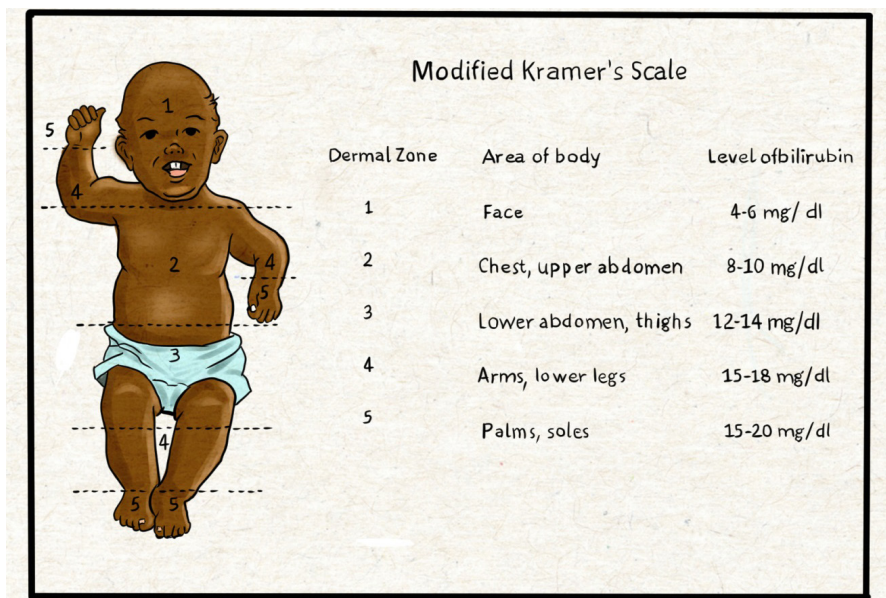 Modified Kramer's Scale
Dermal Zone Area of body Level ofbilirubin
1 Face 4-6 mg/ dl
2 Chest, upper abdomen 8-10 mg/dl
3 Lower abdomen, thighs 12-14 mg/dl
4 Arms, lower legs 15-18 mg/dl
5 Palms, soles 15-20 mg/dl
1
5
4
2
4
5
3
4
5 5